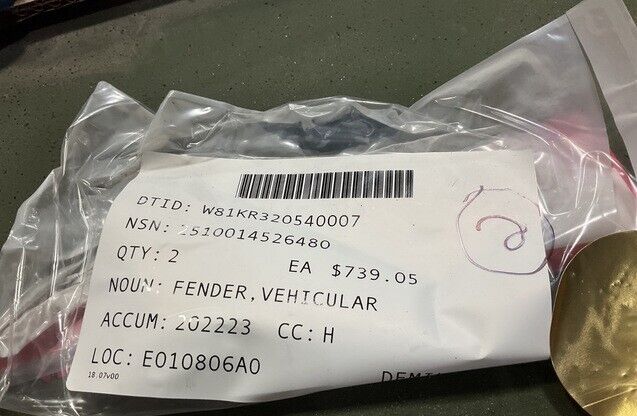 DTID: W81KR320540007
NSN: 2510014526480
QTY: 2 EA $739.05
NOUN: FENDER, VEHICULAR
ACCUM: 202223 CC: H
LOC: E010806A0
18.07v00
2